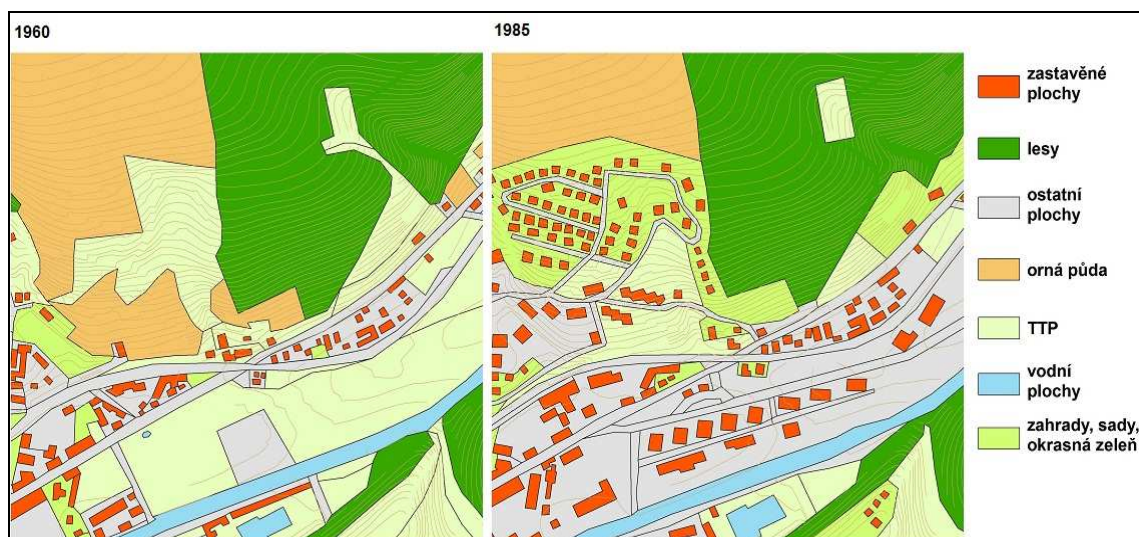 1960
1985
zastavěné
plochy
lesy
ostatní
plochy
orná půda
TTP
vodní
plochy
zahrady, sady,
okrasná zeleň